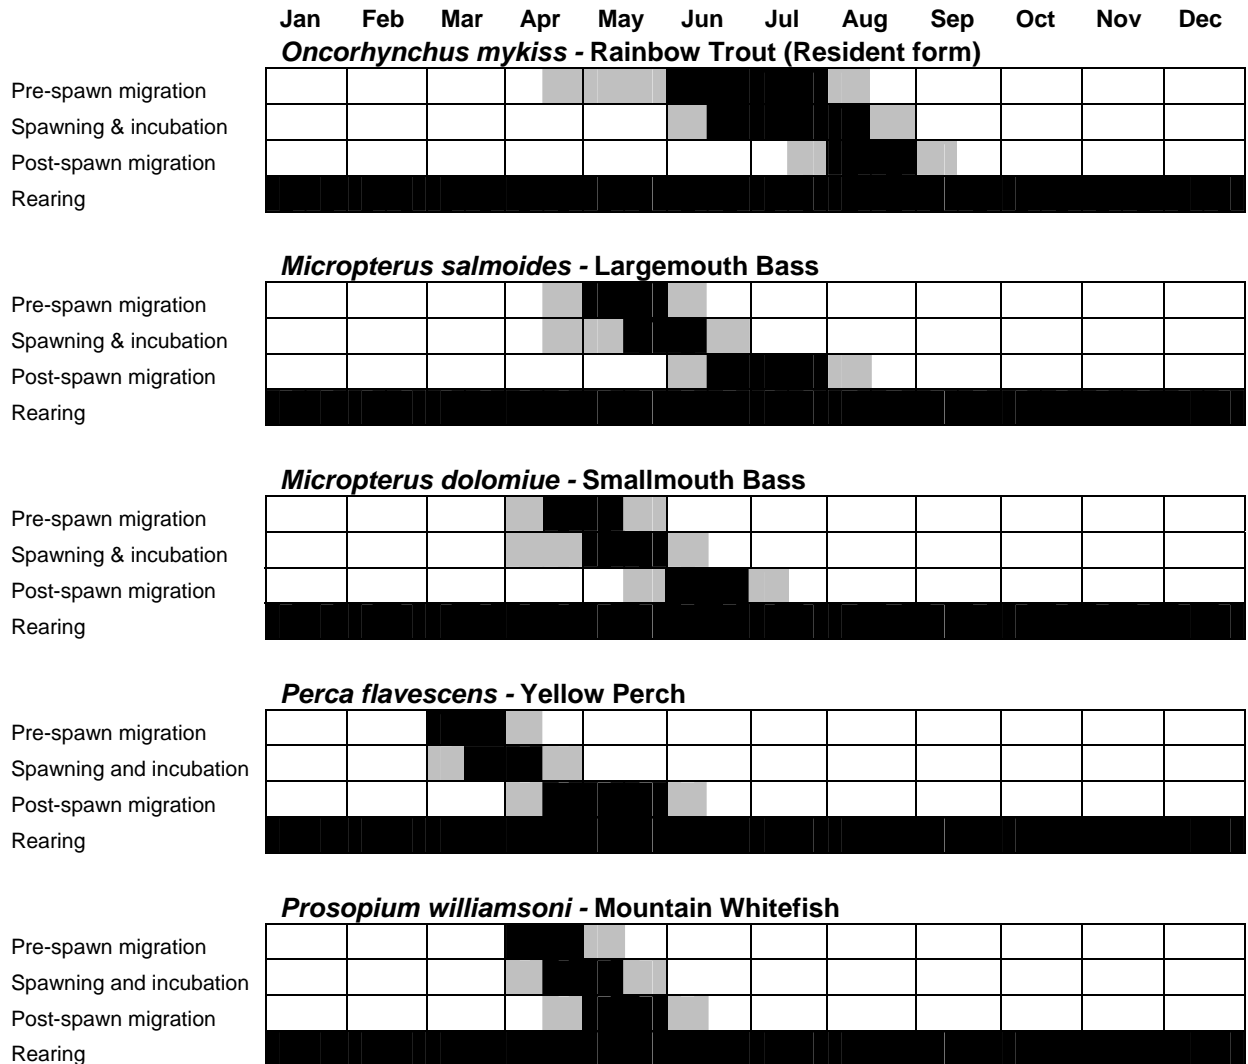 Jan Feb Mar Apr May Jun Jul Aug Sep Oct Nov Dec
Oncorhynchus mykiss - Rainbow Trout (Resident form)
Pre-spawn migration
Spawning & incubation
Post-spawn migration
Rearing
Micropterus salmoides - Largemouth Bass
Pre-spawn migration
Spawning & incubation
Post-spawn migration
Rearing
Micropterus dolomiue - Smallmouth Bass
Pre-spawn migration
Spawning & incubation
Post-spawn migration
Rearing
Perca flavescens - Yellow Perch
Pre-spawn migration
Spawning and incubation
Post-spawn migration
Rearing
Prosopium williamsoni - Mountain Whitefish
Pre-spawn migration
Spawning and incubation
Post-spawn migration
Rearing